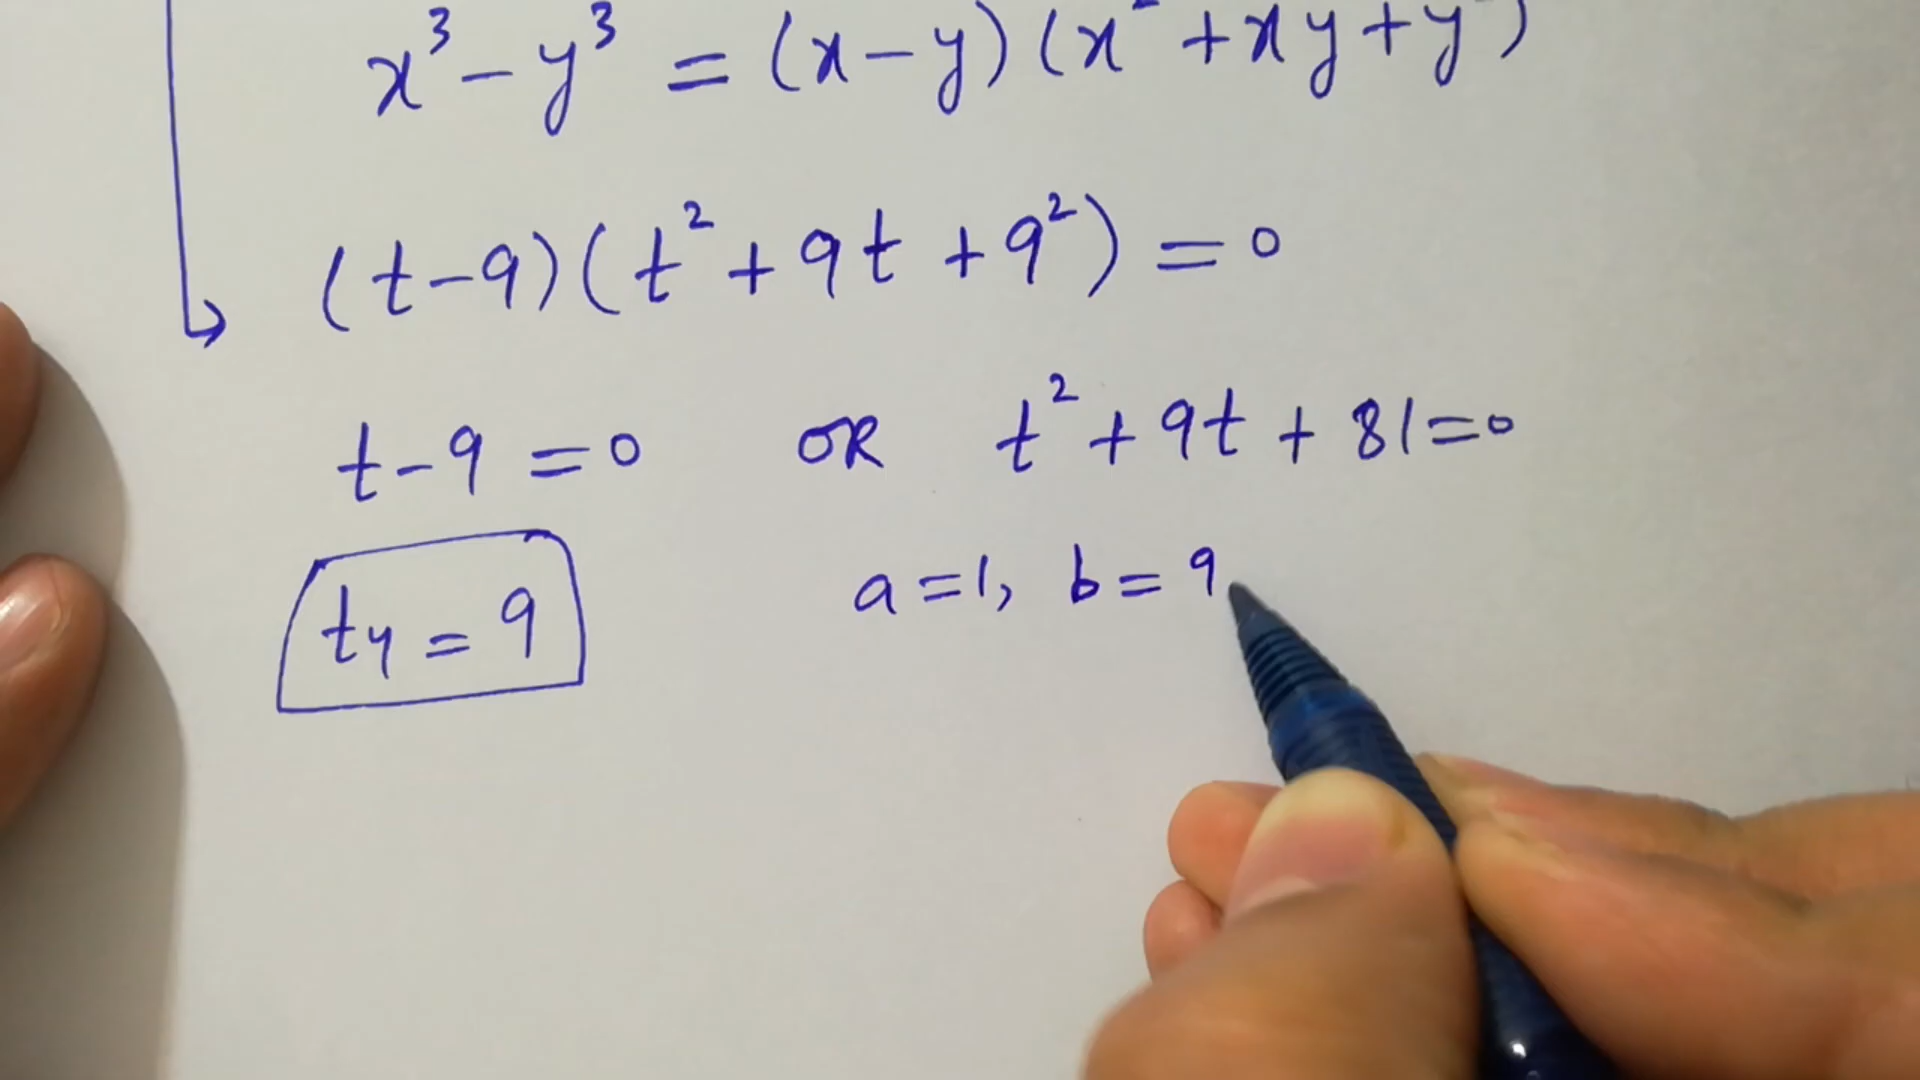 x³ - y³ = (x - y)(x² + xy + y²)
(t - 9)(t² + 9t + 9²) = 0
t - 9 = 0 OR t² + 9t + 81 = 0
t₄ = 9
a = 1, b = 9